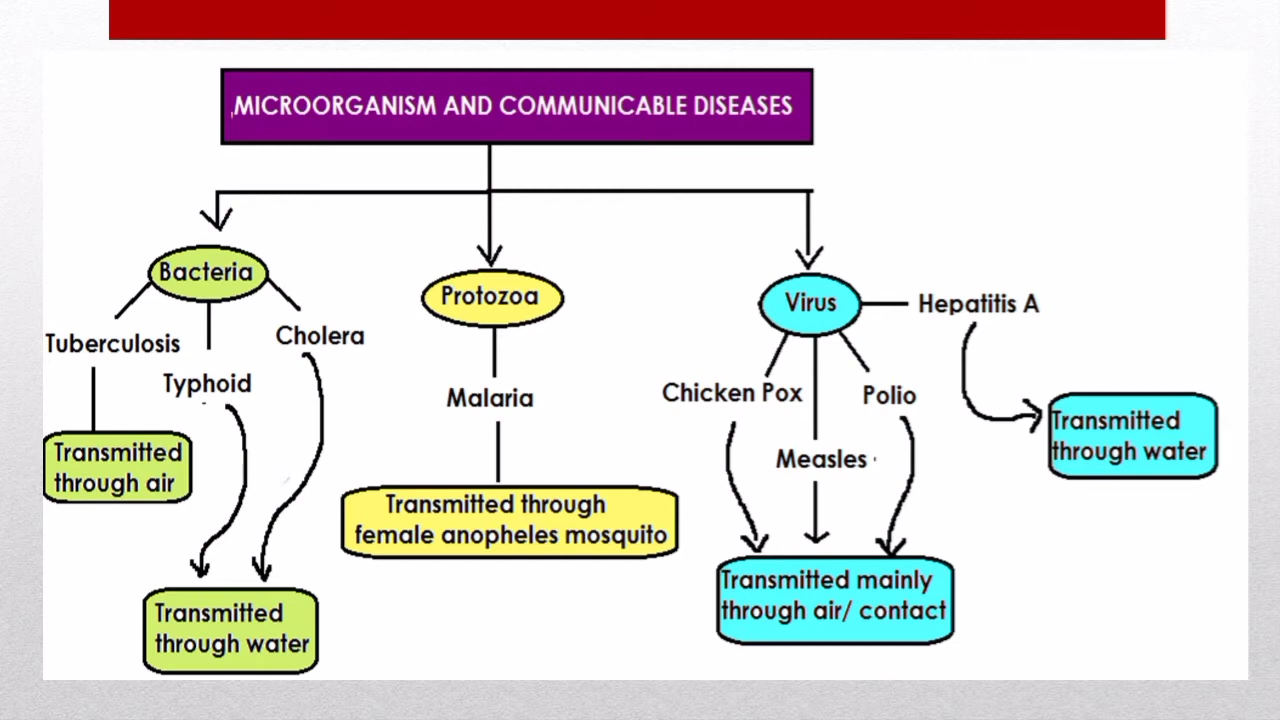 MICROORGANISM AND COMMUNICABLE DISEASES
Bacteria
Protozoa
Virus
Hepatitis A
Tuberculosis
Cholera
Typhoid
Malaria
Chicken Pox
Polio
Measles
Transmitted
through air
Transmitted through
female anopheles mosquito
Transmitted
through water
Transmitted mainly
through air/ contact
Transmitted
through water